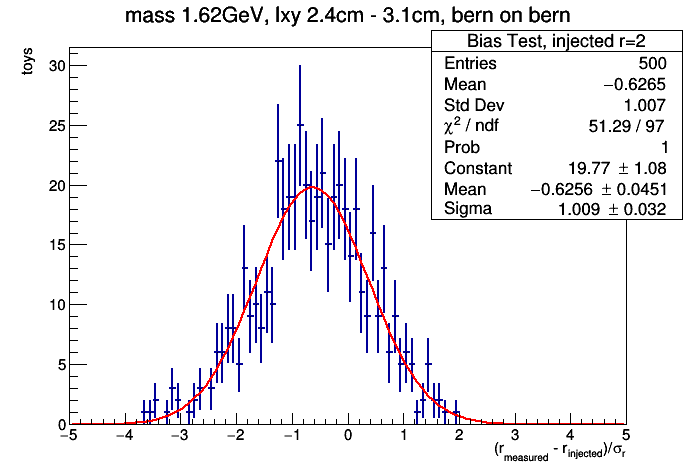 mass 1.62GeV, lxy 2.4cm - 3.1cm, bern on bern
Bias Test, injected r=2
Entries 500
Mean −0.6265
Std Dev 1.007
χ² / ndf 51.29 / 97
Prob 1
Constant 19.77 ± 1.08
Mean −0.6256 ± 0.0451
Sigma 1.009 ± 0.032
toys
30
25
20
15
10
5
0
−5 −4 −3 −2 −1 0 1 2 3 4 5
(r_measured - r_injected)/σ_r